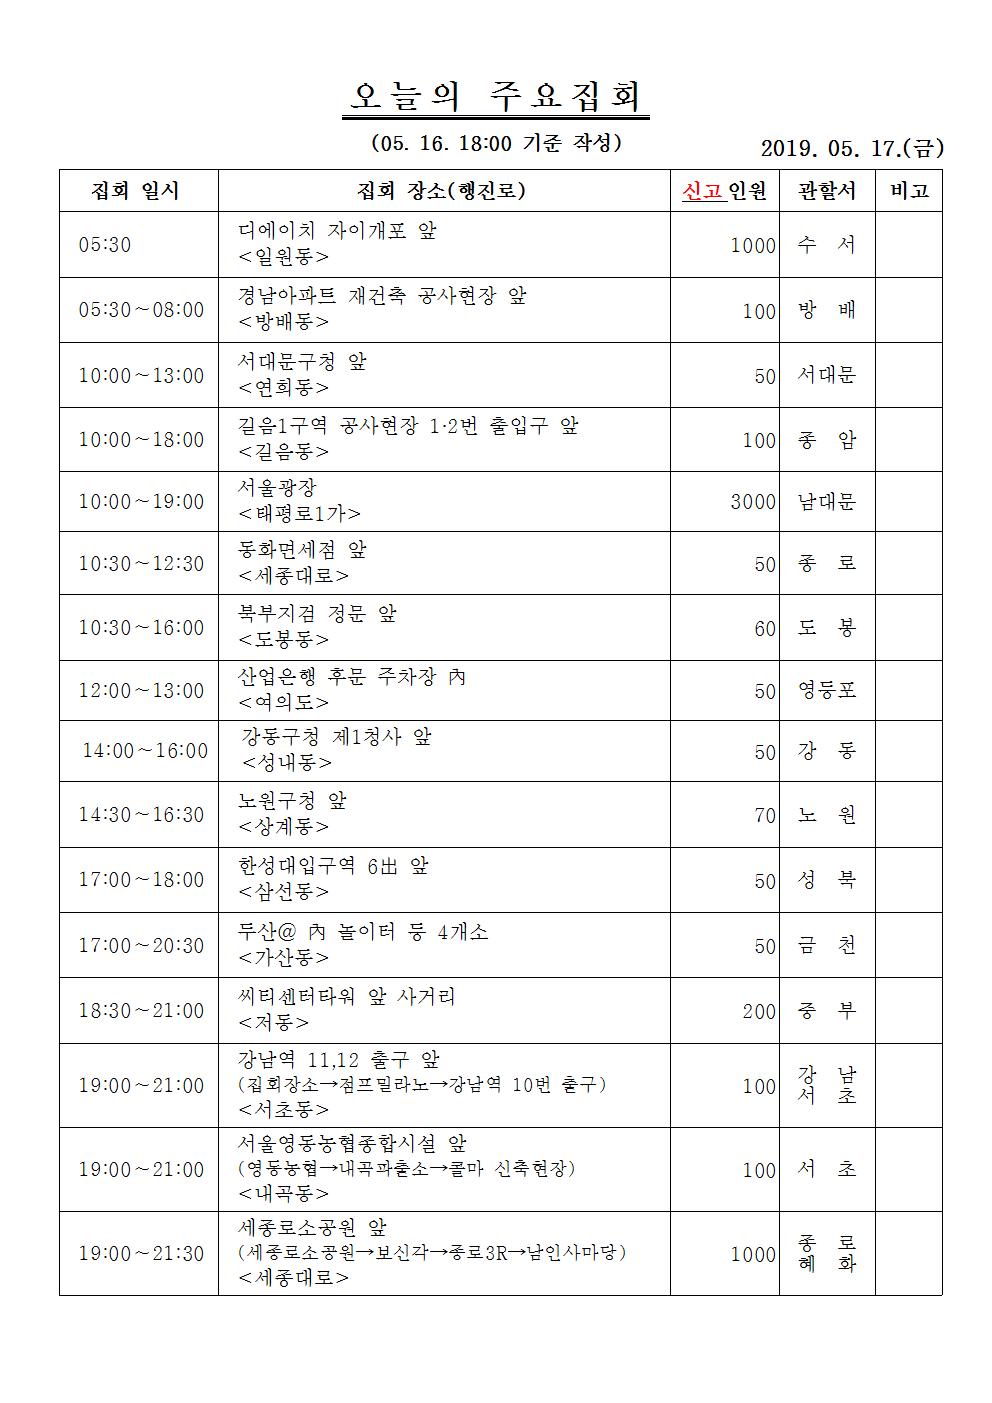 오늘의 주요집회
(05. 16. 18:00 기준 작성)
2019. 05. 17.(금)
집회 일시 집회 장소(행진로) 신고인원 관할서 비고
05:30 디에이치 자이개포 앞 <일원동> 1000 수 서
05:30~08:00 경남아파트 재건축 공사현장 앞 <방배동> 100 방 배
10:00~13:00 서대문구청 앞 <연희동> 50 서대문
10:00~18:00 길음1구역 공사현장 1·2번 출입구 앞 <길음동> 100 종 암
10:00~19:00 서울광장 <태평로1가> 3000 남대문
10:30~12:30 동화면세점 앞 <세종대로> 50 종 로
10:30~16:00 북부지검 정문 앞 <도봉동> 60 도 봉
12:00~13:00 산업은행 후문 주차장 內 <여의도> 50 영등포
14:00~16:00 강동구청 제1청사 앞 <성내동> 50 강 동
14:30~16:30 노원구청 앞 <상계동> 70 노 원
17:00~18:00 한성대입구역 6出 앞 <삼선동> 50 성 북
17:00~20:30 두산@ 內 놀이터 등 4개소 <가산동> 50 금 천
18:30~21:00 씨티센터타워 앞 사거리 <저동> 200 중 부
19:00~21:00 강남역 11,12 출구 앞 (집회장소→점프밀라노→강남역 10번 출구) <서초동> 100 강 남 서 초
19:00~21:00 서울영동농협종합시설 앞 (영동농협→내곡파출소→콜마 신축현장) <내곡동> 100 서 초
19:00~21:30 세종로소공원 앞 (세종로소공원→보신각→종로3R→남인사마당) <세종대로> 1000 종 로 혜 화